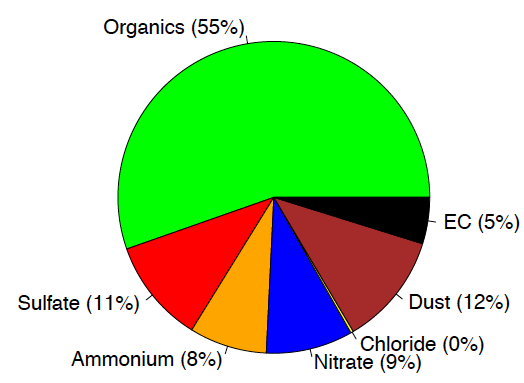 Organics (55%)
EC (5%)
Sulfate (11%)
Dust (12%)
Chloride (0%)
Ammonium (8%)
Nitrate (9%)